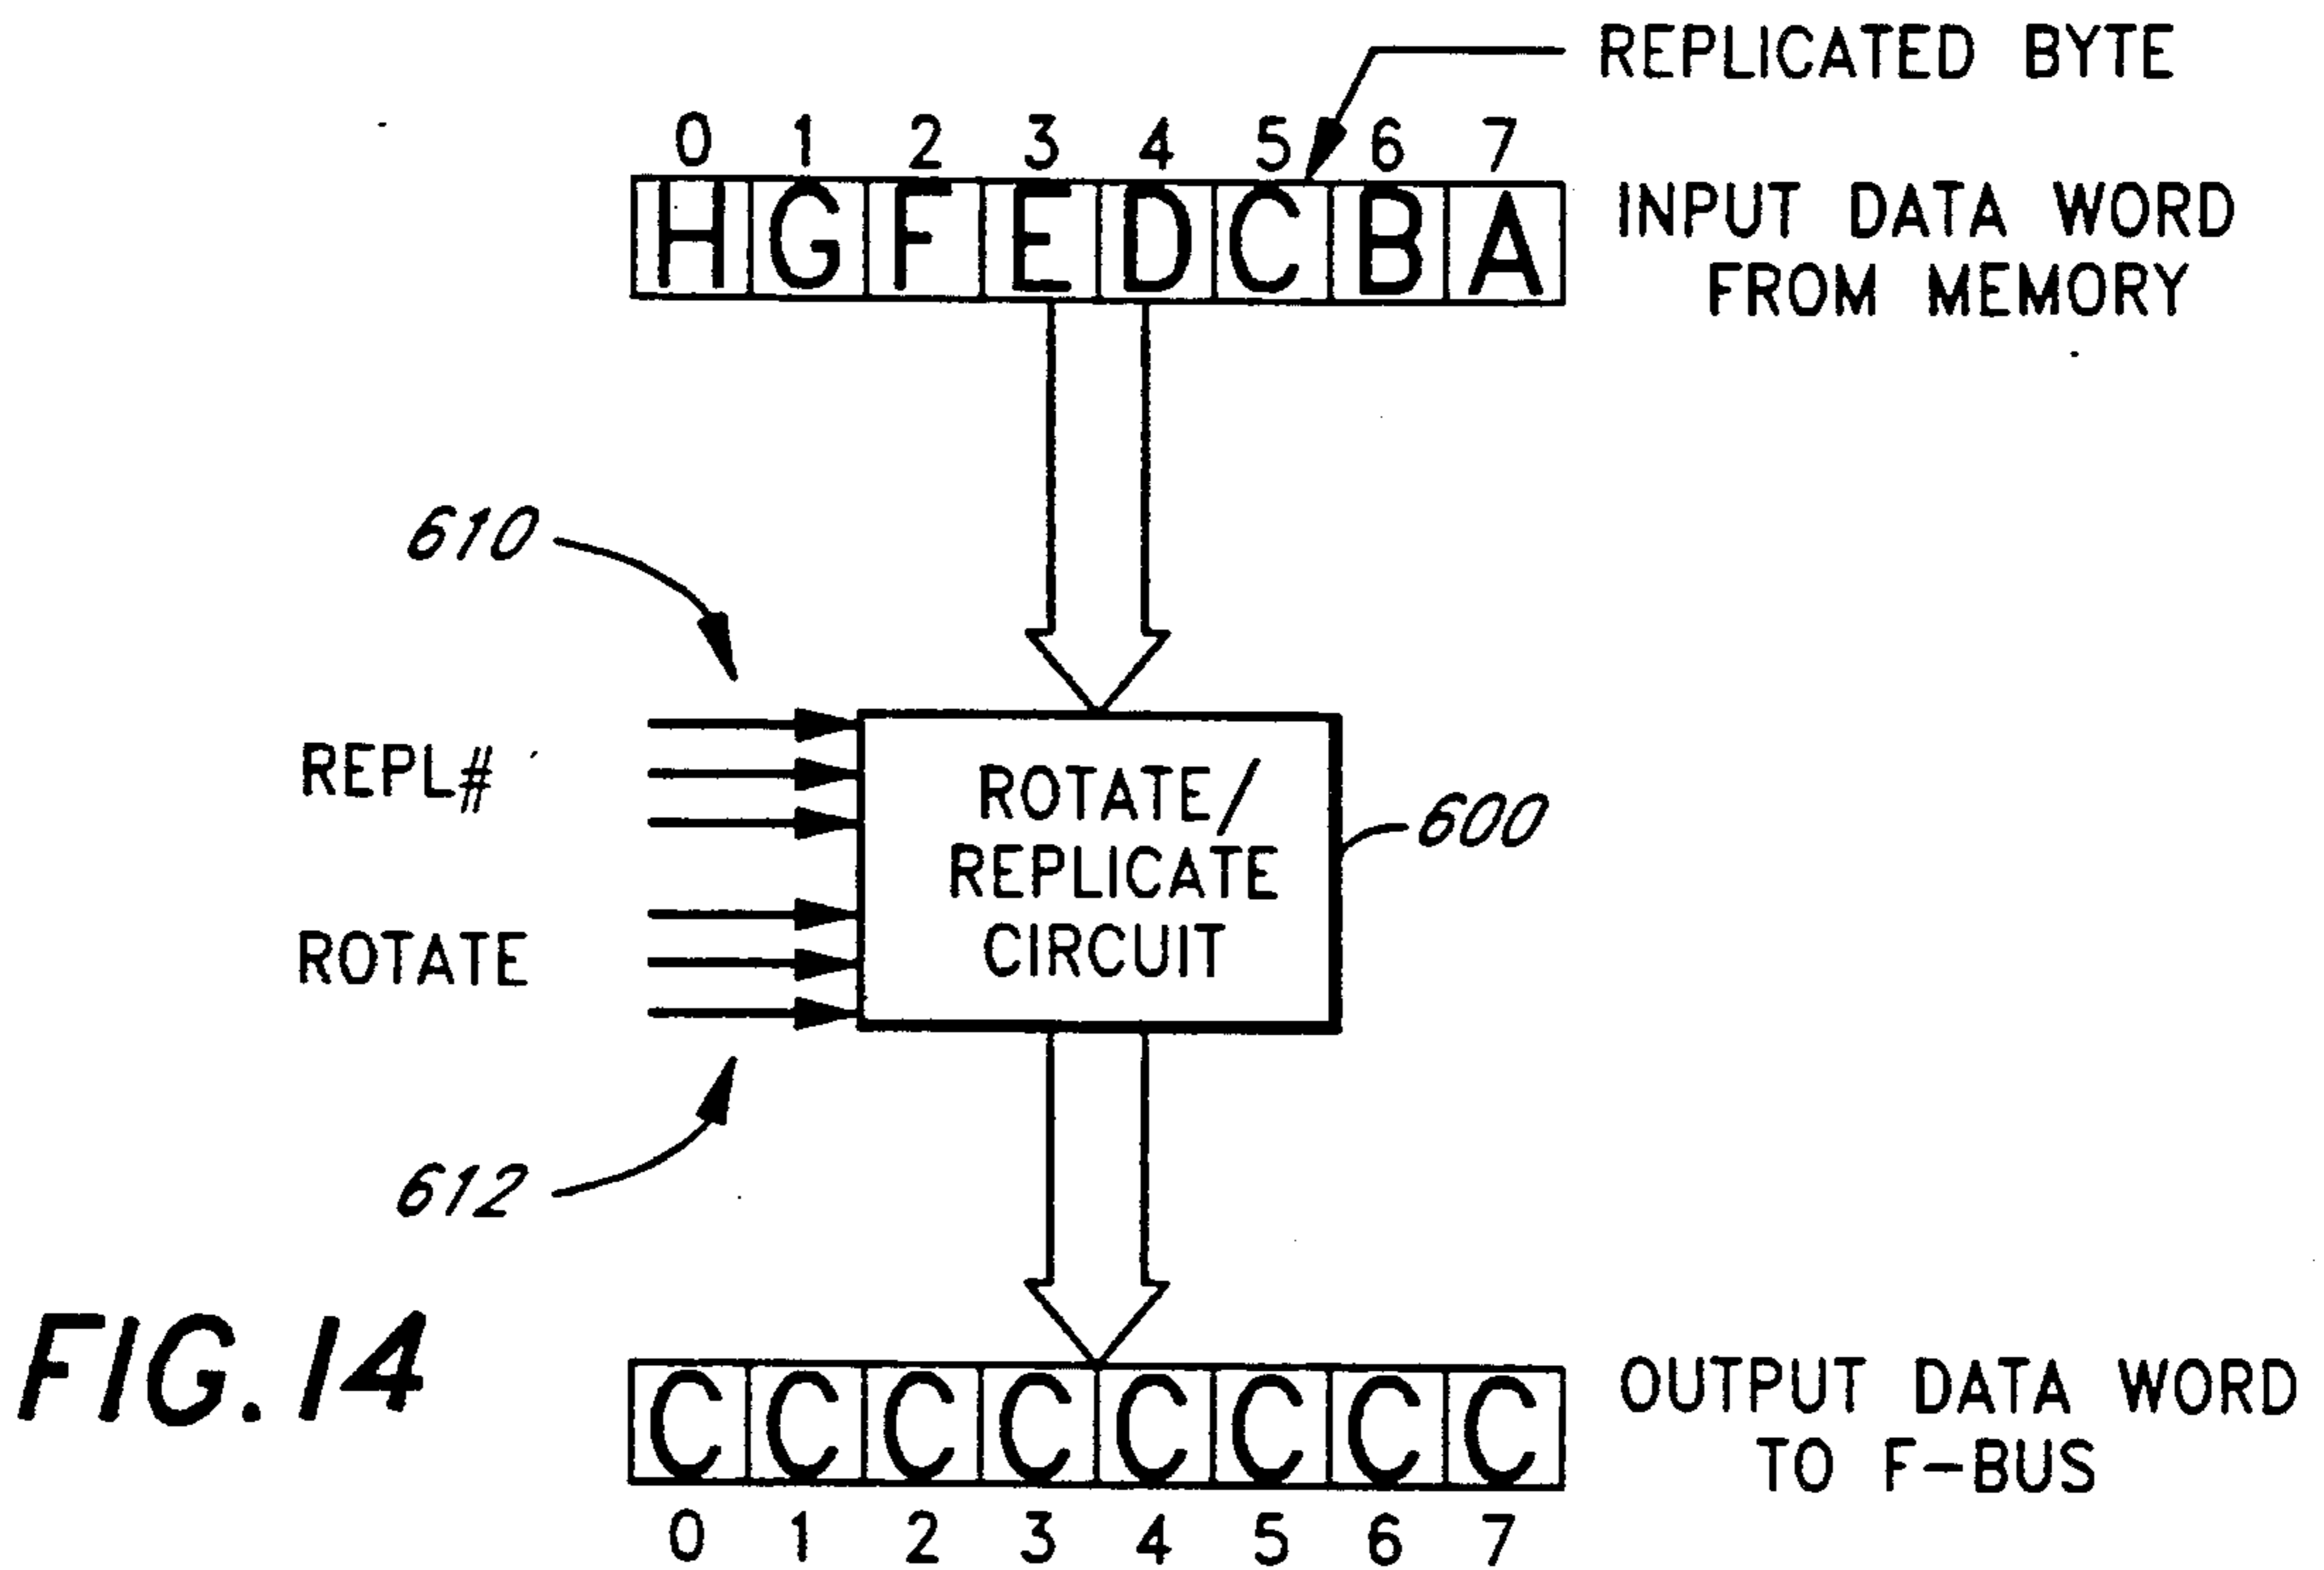 REPLICATED BYTE
0 1 2 3 4 5 6 7
H G F E D C B A
INPUT DATA WORD
FROM MEMORY
610
REPL#
ROTATE/
REPLICATE
CIRCUIT
600
ROTATE
612
FIG. 14
C C C C C C C C
OUTPUT DATA WORD
TO F-BUS
0 1 2 3 4 5 6 7